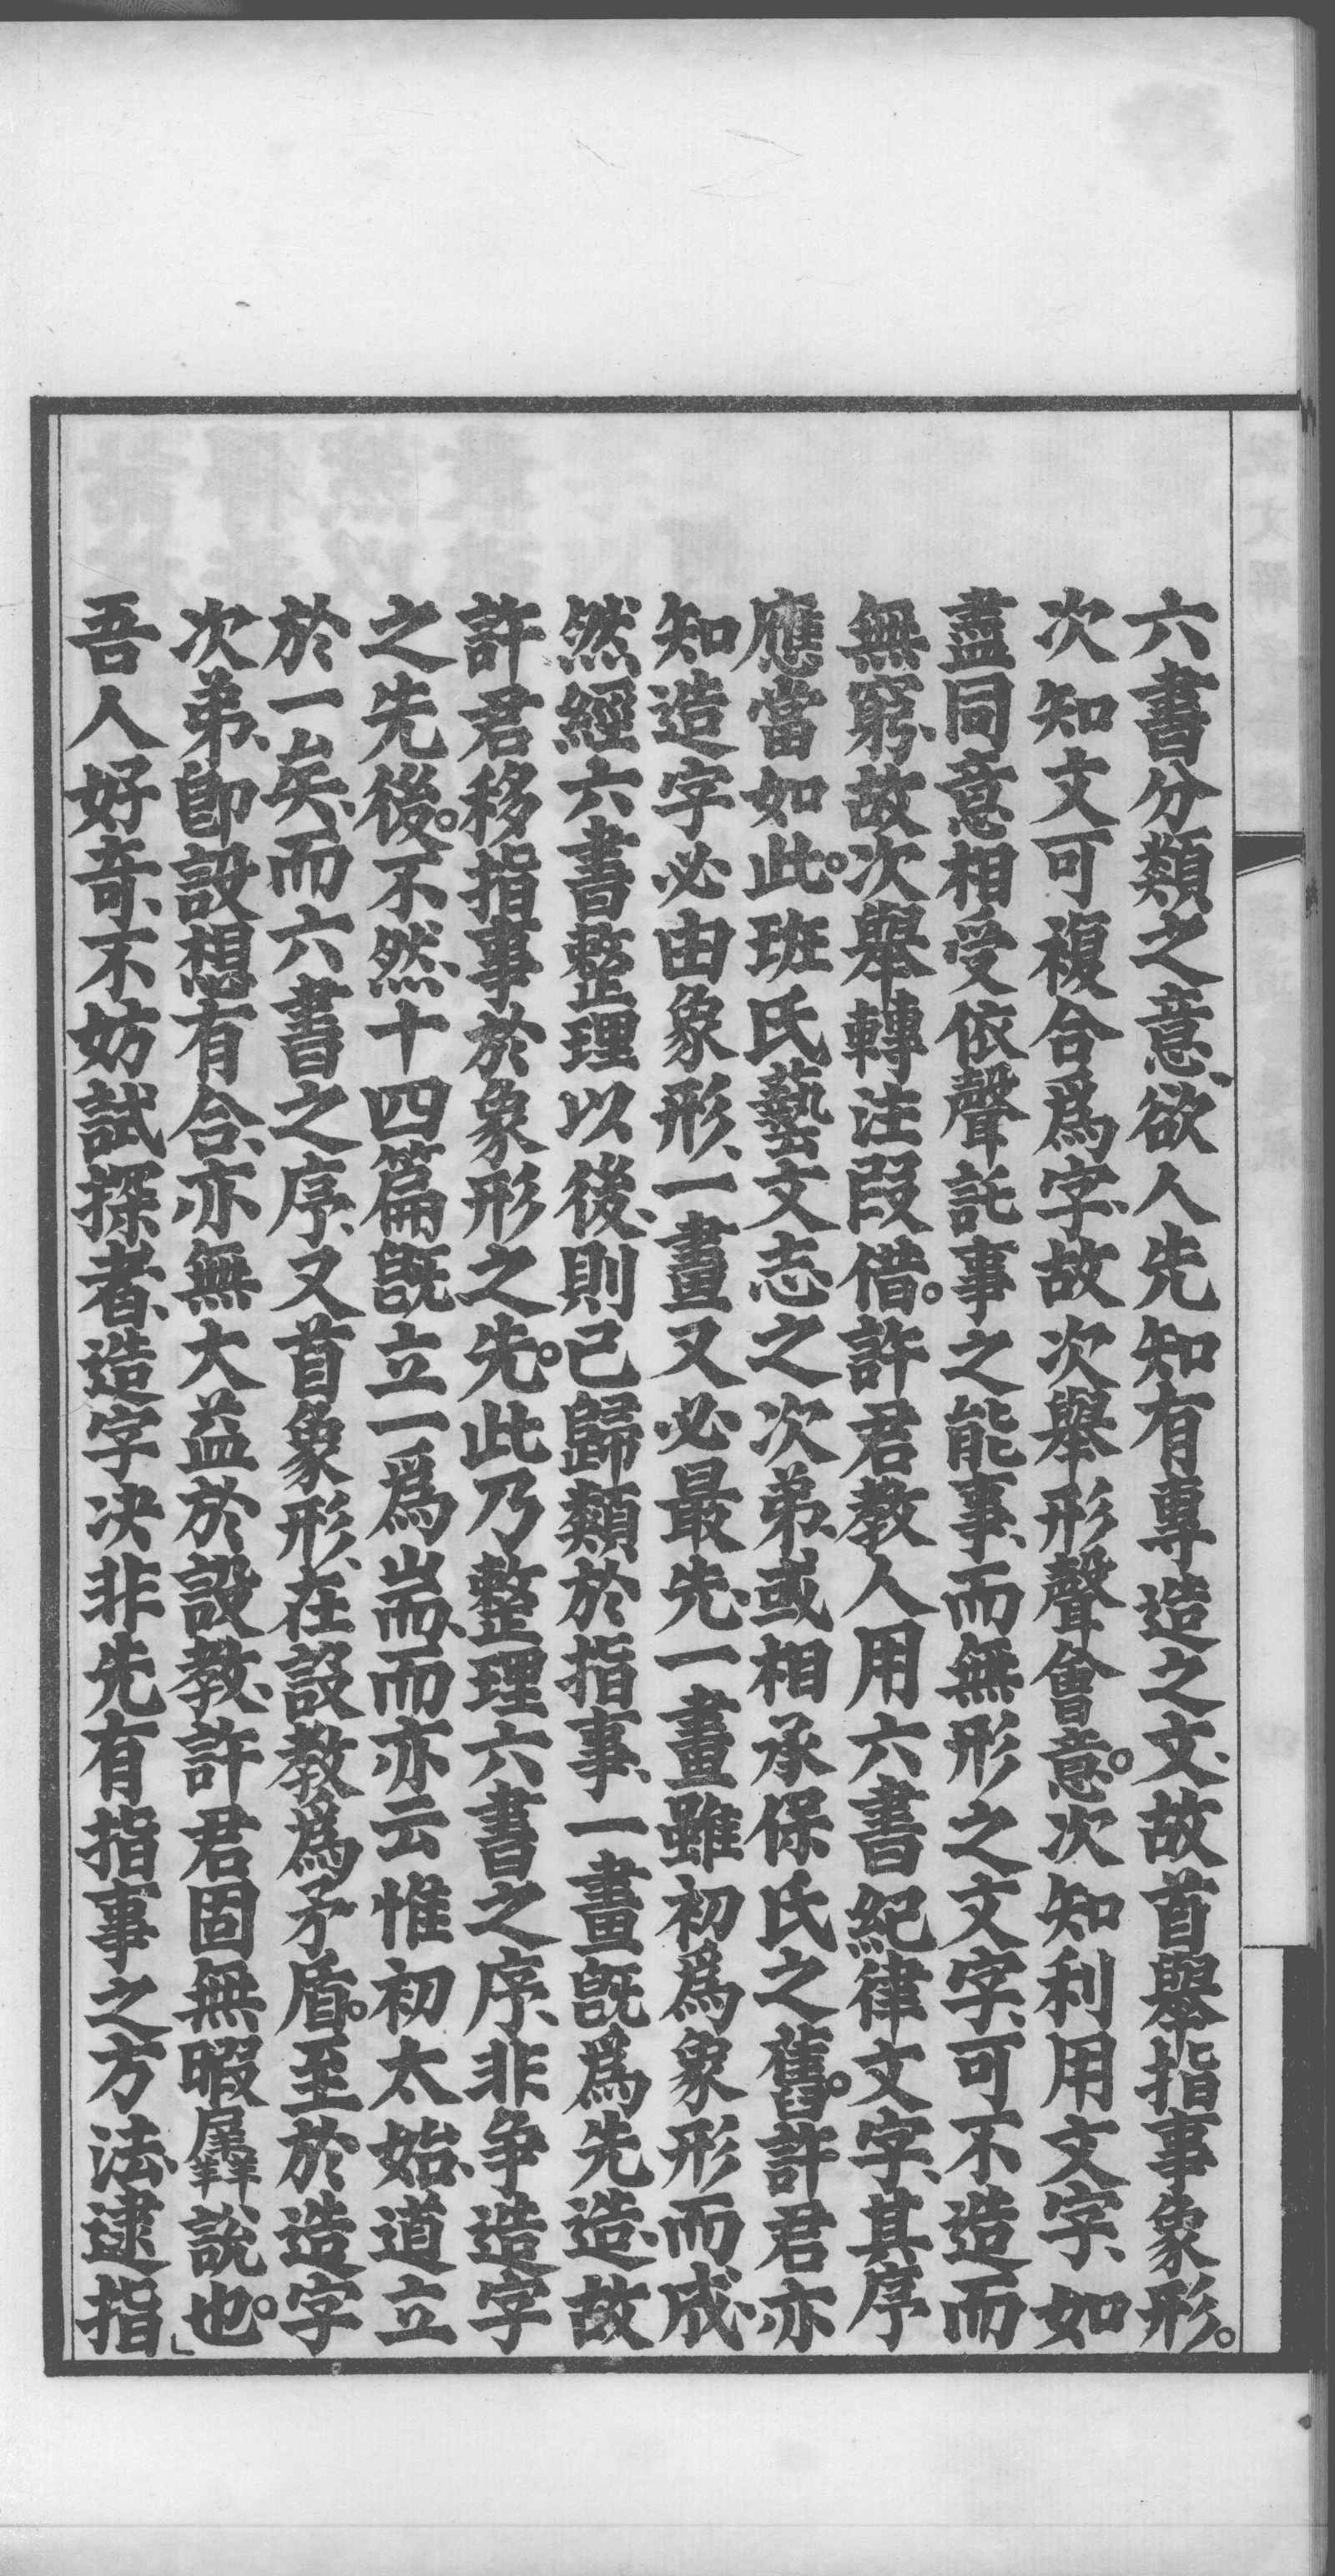 六書分類之意、欲人先知有專造之文、故首舉指事象形。
次知文可複合爲字、故次舉形聲會意。次知利用文字、如
盡同意相受依聲託事之能事、而無形之文字、可不造而
無窮、故次舉轉注叚借。許君教人用六書紀律文字、其序
應當如此。班氏藝文志之次弟、或相承保氏之舊。許君亦
知造字必由象形、一畫又必最先、一畫雖初爲象形而成、
然經六書整理以後、則已歸類於指事、一畫旣爲先造、故
許君移指事於象形之先。此乃整理六書之序、非爭造字
之先後。不然、十四篇旣立一爲耑、而亦云惟初太始、道立
於一矣、而六書之序、又首象形、在設教爲矛盾。至於造字
次弟、卽設想有合、亦無大益於設教、許君固無暇羼說也。」
吾人好奇、不妨試探者、造字决非先有指事之方法、逮指